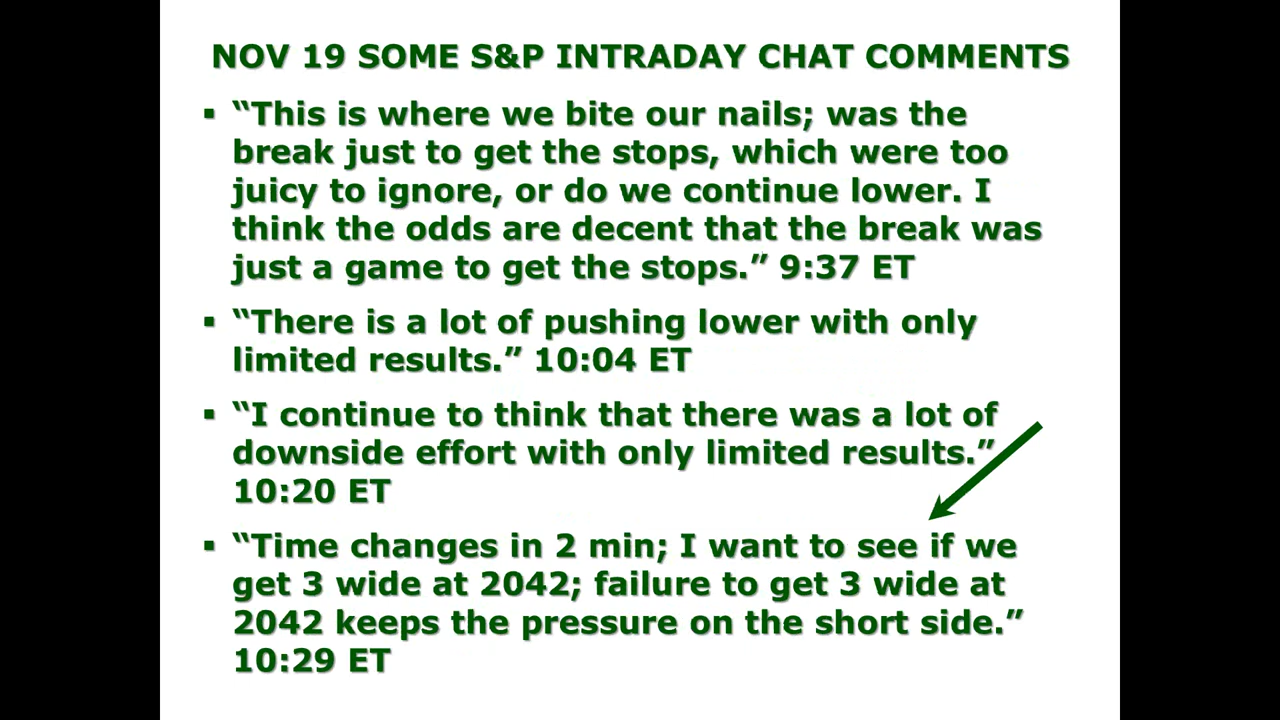 NOV 19 SOME S&P INTRADAY CHAT COMMENTS
▪ “This is where we bite our nails; was the
break just to get the stops, which were too
juicy to ignore, or do we continue lower. I
think the odds are decent that the break was
just a game to get the stops.” 9:37 ET
▪ “There is a lot of pushing lower with only
limited results.” 10:04 ET
▪ “I continue to think that there was a lot of
downside effort with only limited results.”
10:20 ET
▪ “Time changes in 2 min; I want to see if we
get 3 wide at 2042; failure to get 3 wide at
2042 keeps the pressure on the short side.”
10:29 ET